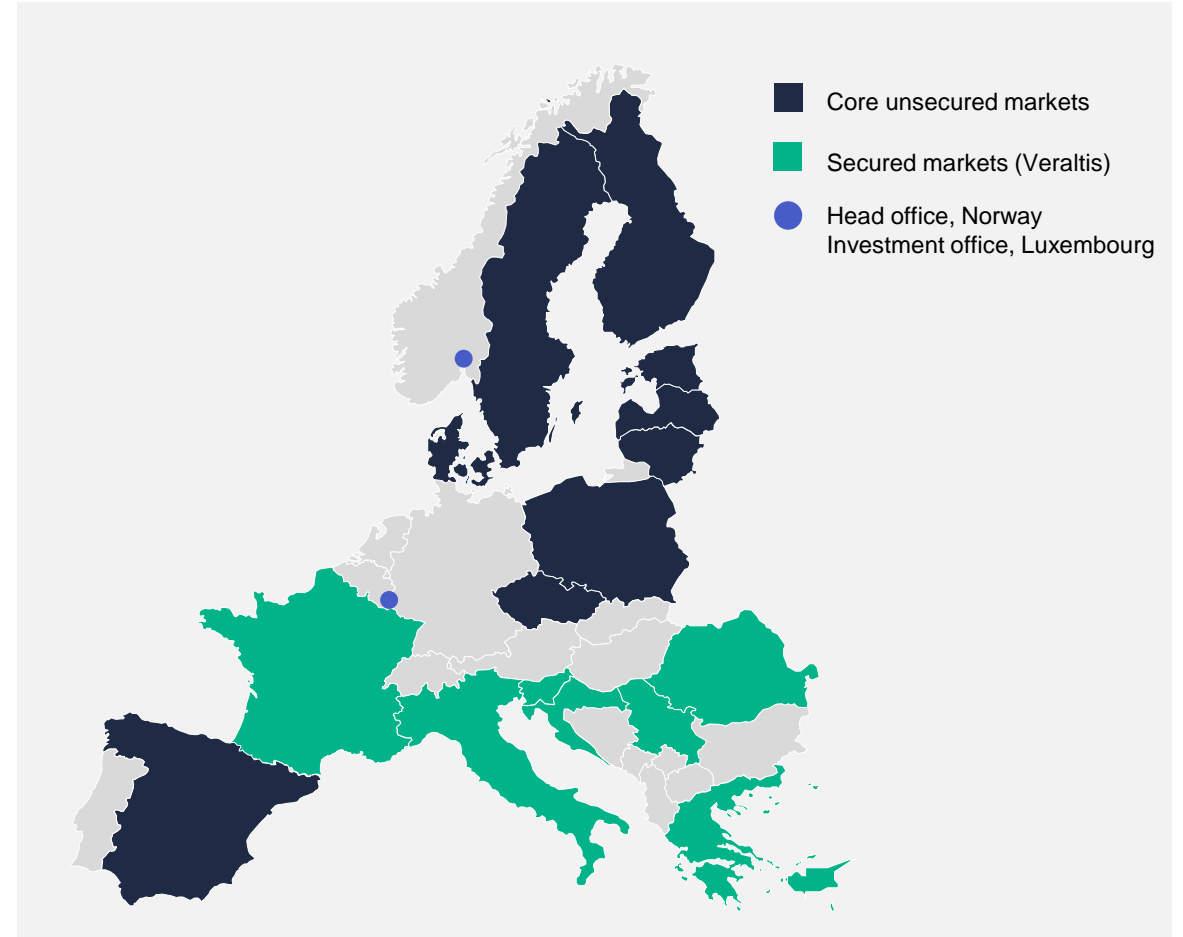 Core unsecured markets
Secured markets (Veraltis)
Head office, Norway
Investment office, Luxembourg